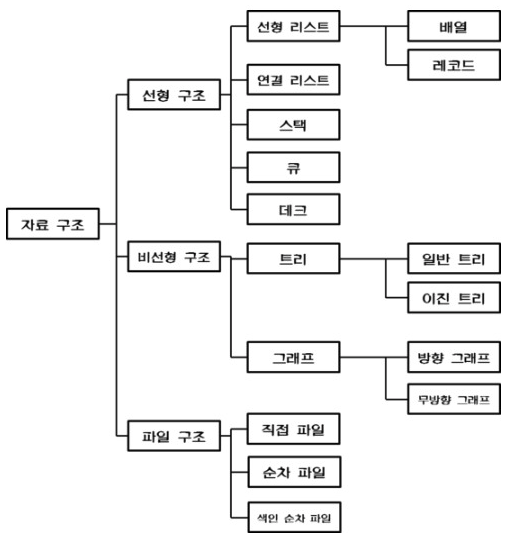 선형 리스트
배열
레코드
연결 리스트
선형 구조
스택
큐
데크
자료 구조
비선형 구조
트리
일반 트리
이진 트리
그래프
방향 그래프
무방향 그래프
파일 구조
직접 파일
순차 파일
색인 순차 파일